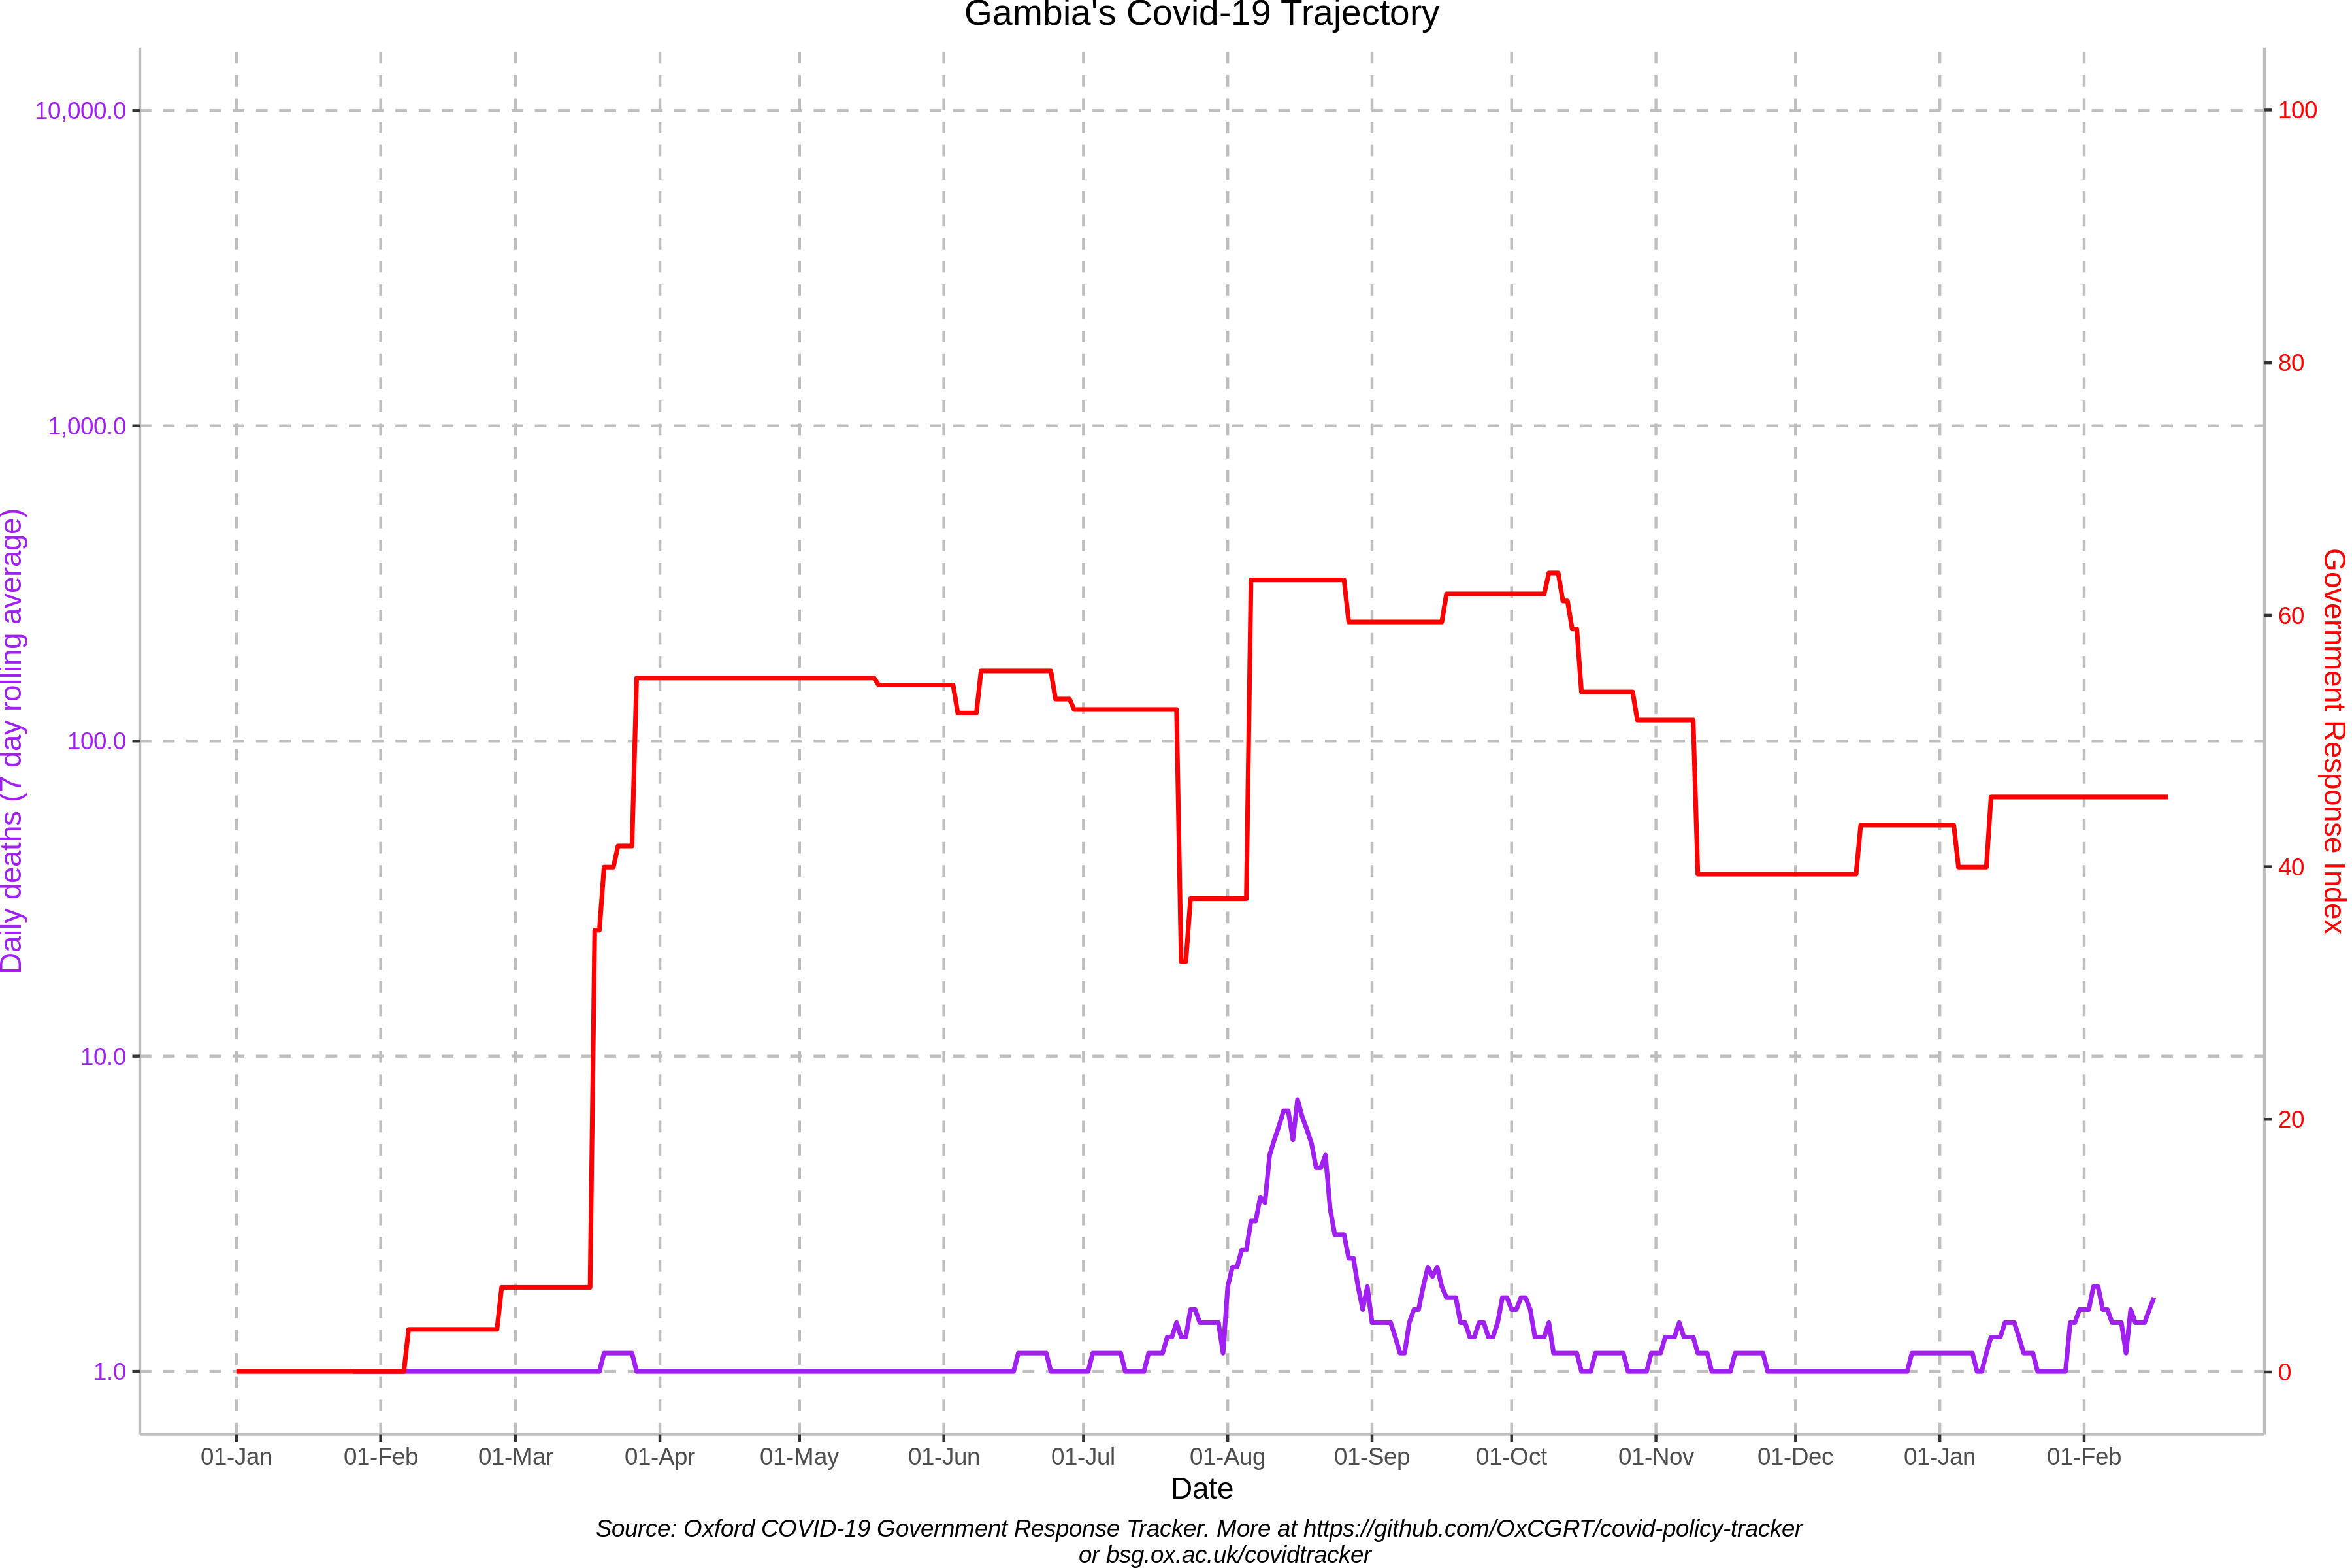 Gambia's Covid-19 Trajectory
10,000.0
1,000.0
100.0
10.0
1.0
Daily deaths (7 day rolling average)
100
80
60
40
20
0
Government Response Index
01-Jan 01-Feb 01-Mar 01-Apr 01-May 01-Jun 01-Jul 01-Aug 01-Sep 01-Oct 01-Nov 01-Dec 01-Jan 01-Feb
Date
Source: Oxford COVID-19 Government Response Tracker. More at https://github.com/OxCGRT/covid-policy-tracker
or bsg.ox.ac.uk/covidtracker